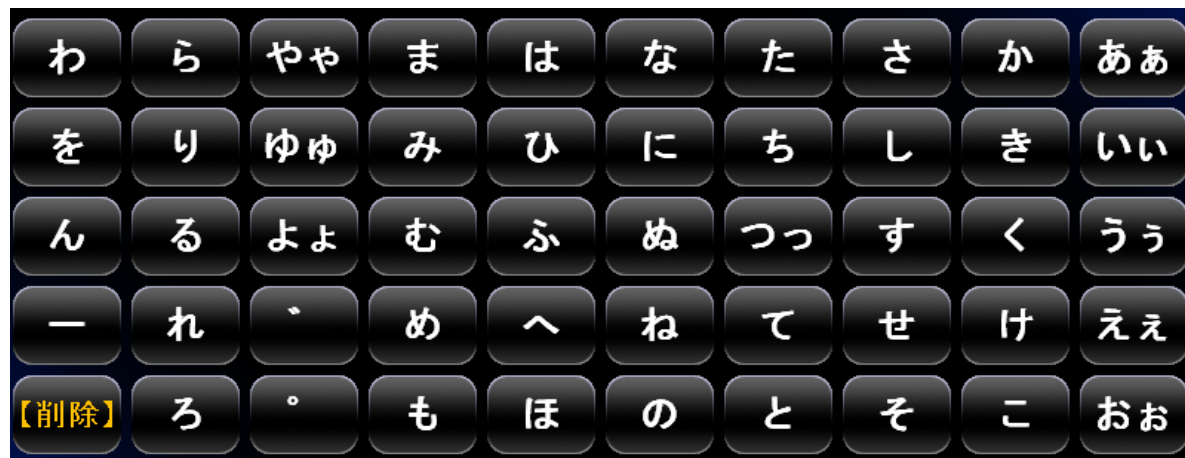 わ ら やゃ ま は な た さ か あぁ
を り ゆゅ み ひ に ち し き いぃ
ん る よょ む ふ ぬ つっ す く うぅ
ー れ ゛ め へ ね て せ け えぇ
【削除】 ろ ゜ も ほ の と そ こ おぉ